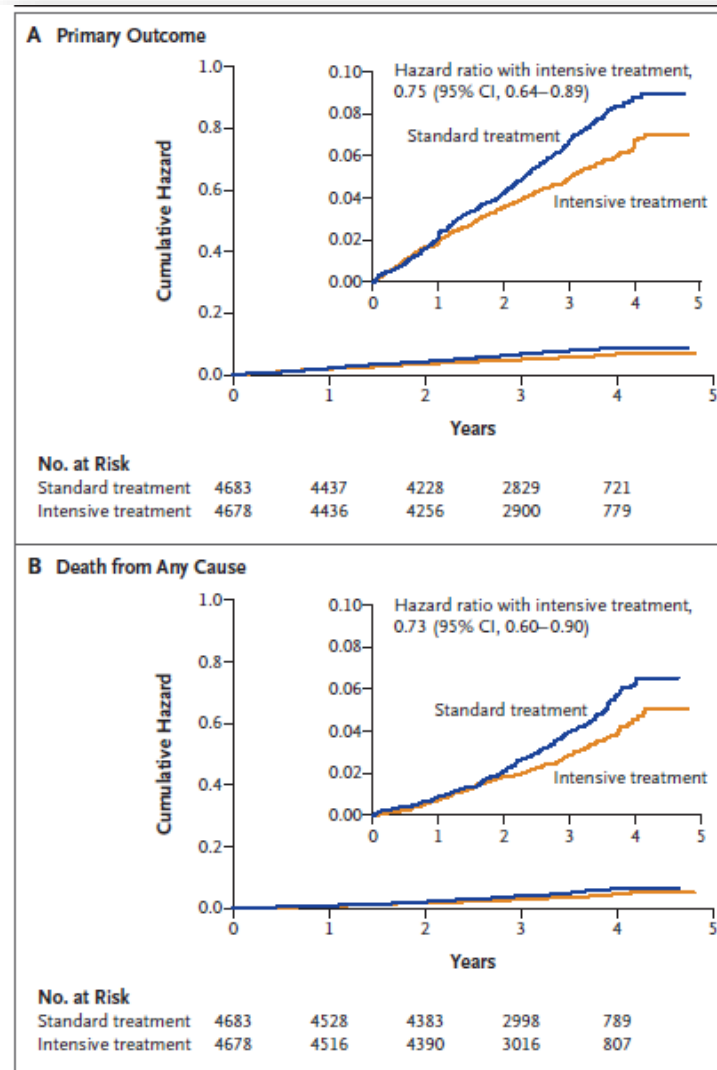 A Primary Outcome
1.0
0.8
0.6
0.4
0.2
0.0
Cumulative Hazard
0.10
0.08
0.06
0.04
0.02
0.00
Hazard ratio with intensive treatment,
0.75 (95% CI, 0.64–0.89)
Standard treatment
Intensive treatment
0 1 2 3 4 5
0 1 2 3 4 5
Years
No. at Risk
Standard treatment 4683 4437 4228 2829 721
Intensive treatment 4678 4436 4256 2900 779
B Death from Any Cause
1.0
0.8
0.6
0.4
0.2
0.0
Cumulative Hazard
0.10
0.08
0.06
0.04
0.02
0.00
Hazard ratio with intensive treatment,
0.73 (95% CI, 0.60–0.90)
Standard treatment
Intensive treatment
0 1 2 3 4 5
0 1 2 3 4 5
Years
No. at Risk
Standard treatment 4683 4528 4383 2998 789
Intensive treatment 4678 4516 4390 3016 807